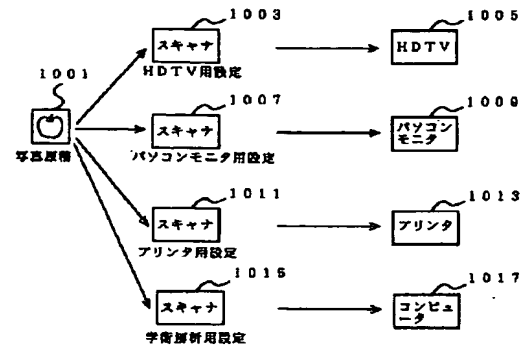 1003
1005
スキャナ
HDTV
1001
HDTV用設定
1007
1009
スキャナ
パソコン
モニタ
写真原稿
パソコンモニタ用設定
1011
1013
スキャナ
プリンタ
プリンタ用設定
1015
1017
スキャナ
コンピュ
ータ
学術解析用設定